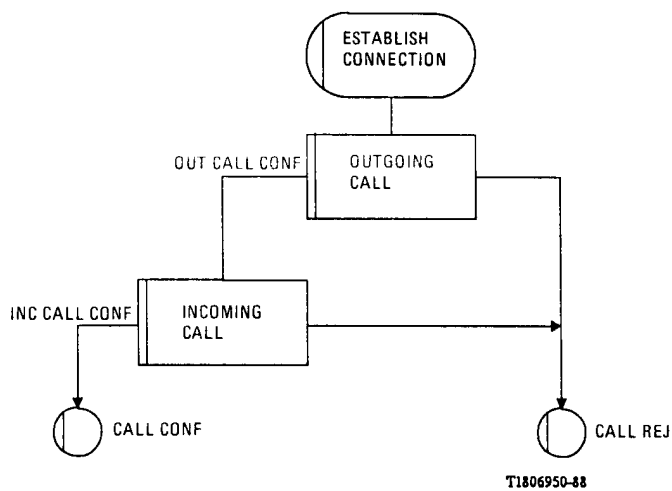 ESTABLISH
CONNECTION
OUT CALL CONF
OUTGOING
CALL
INC CALL CONF
INCOMING
CALL
CALL CONF
CALL REJ
T1806950-88